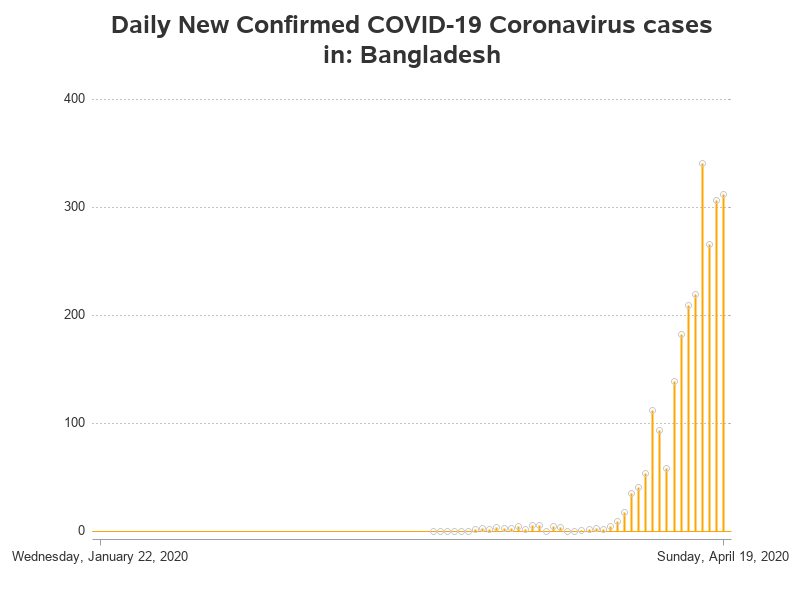 Daily New Confirmed COVID-19 Coronavirus cases
in: Bangladesh
400
300
200
100
0
Wednesday, January 22, 2020
Sunday, April 19, 2020